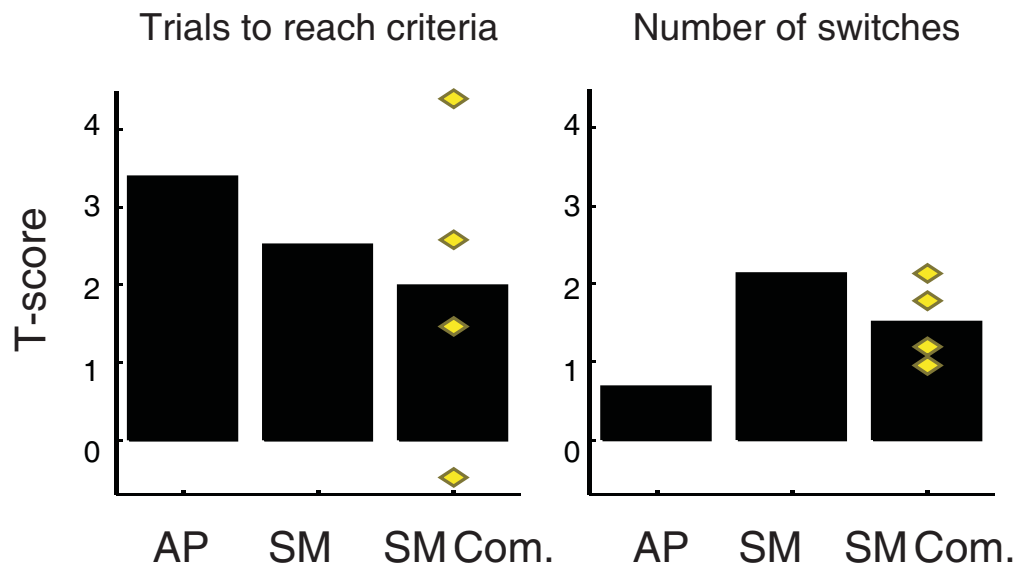 Trials to reach criteria
Number of switches
T-score
4
3
2
1
0
4
3
2
1
0
AP SM SM Com.
AP SM SM Com.